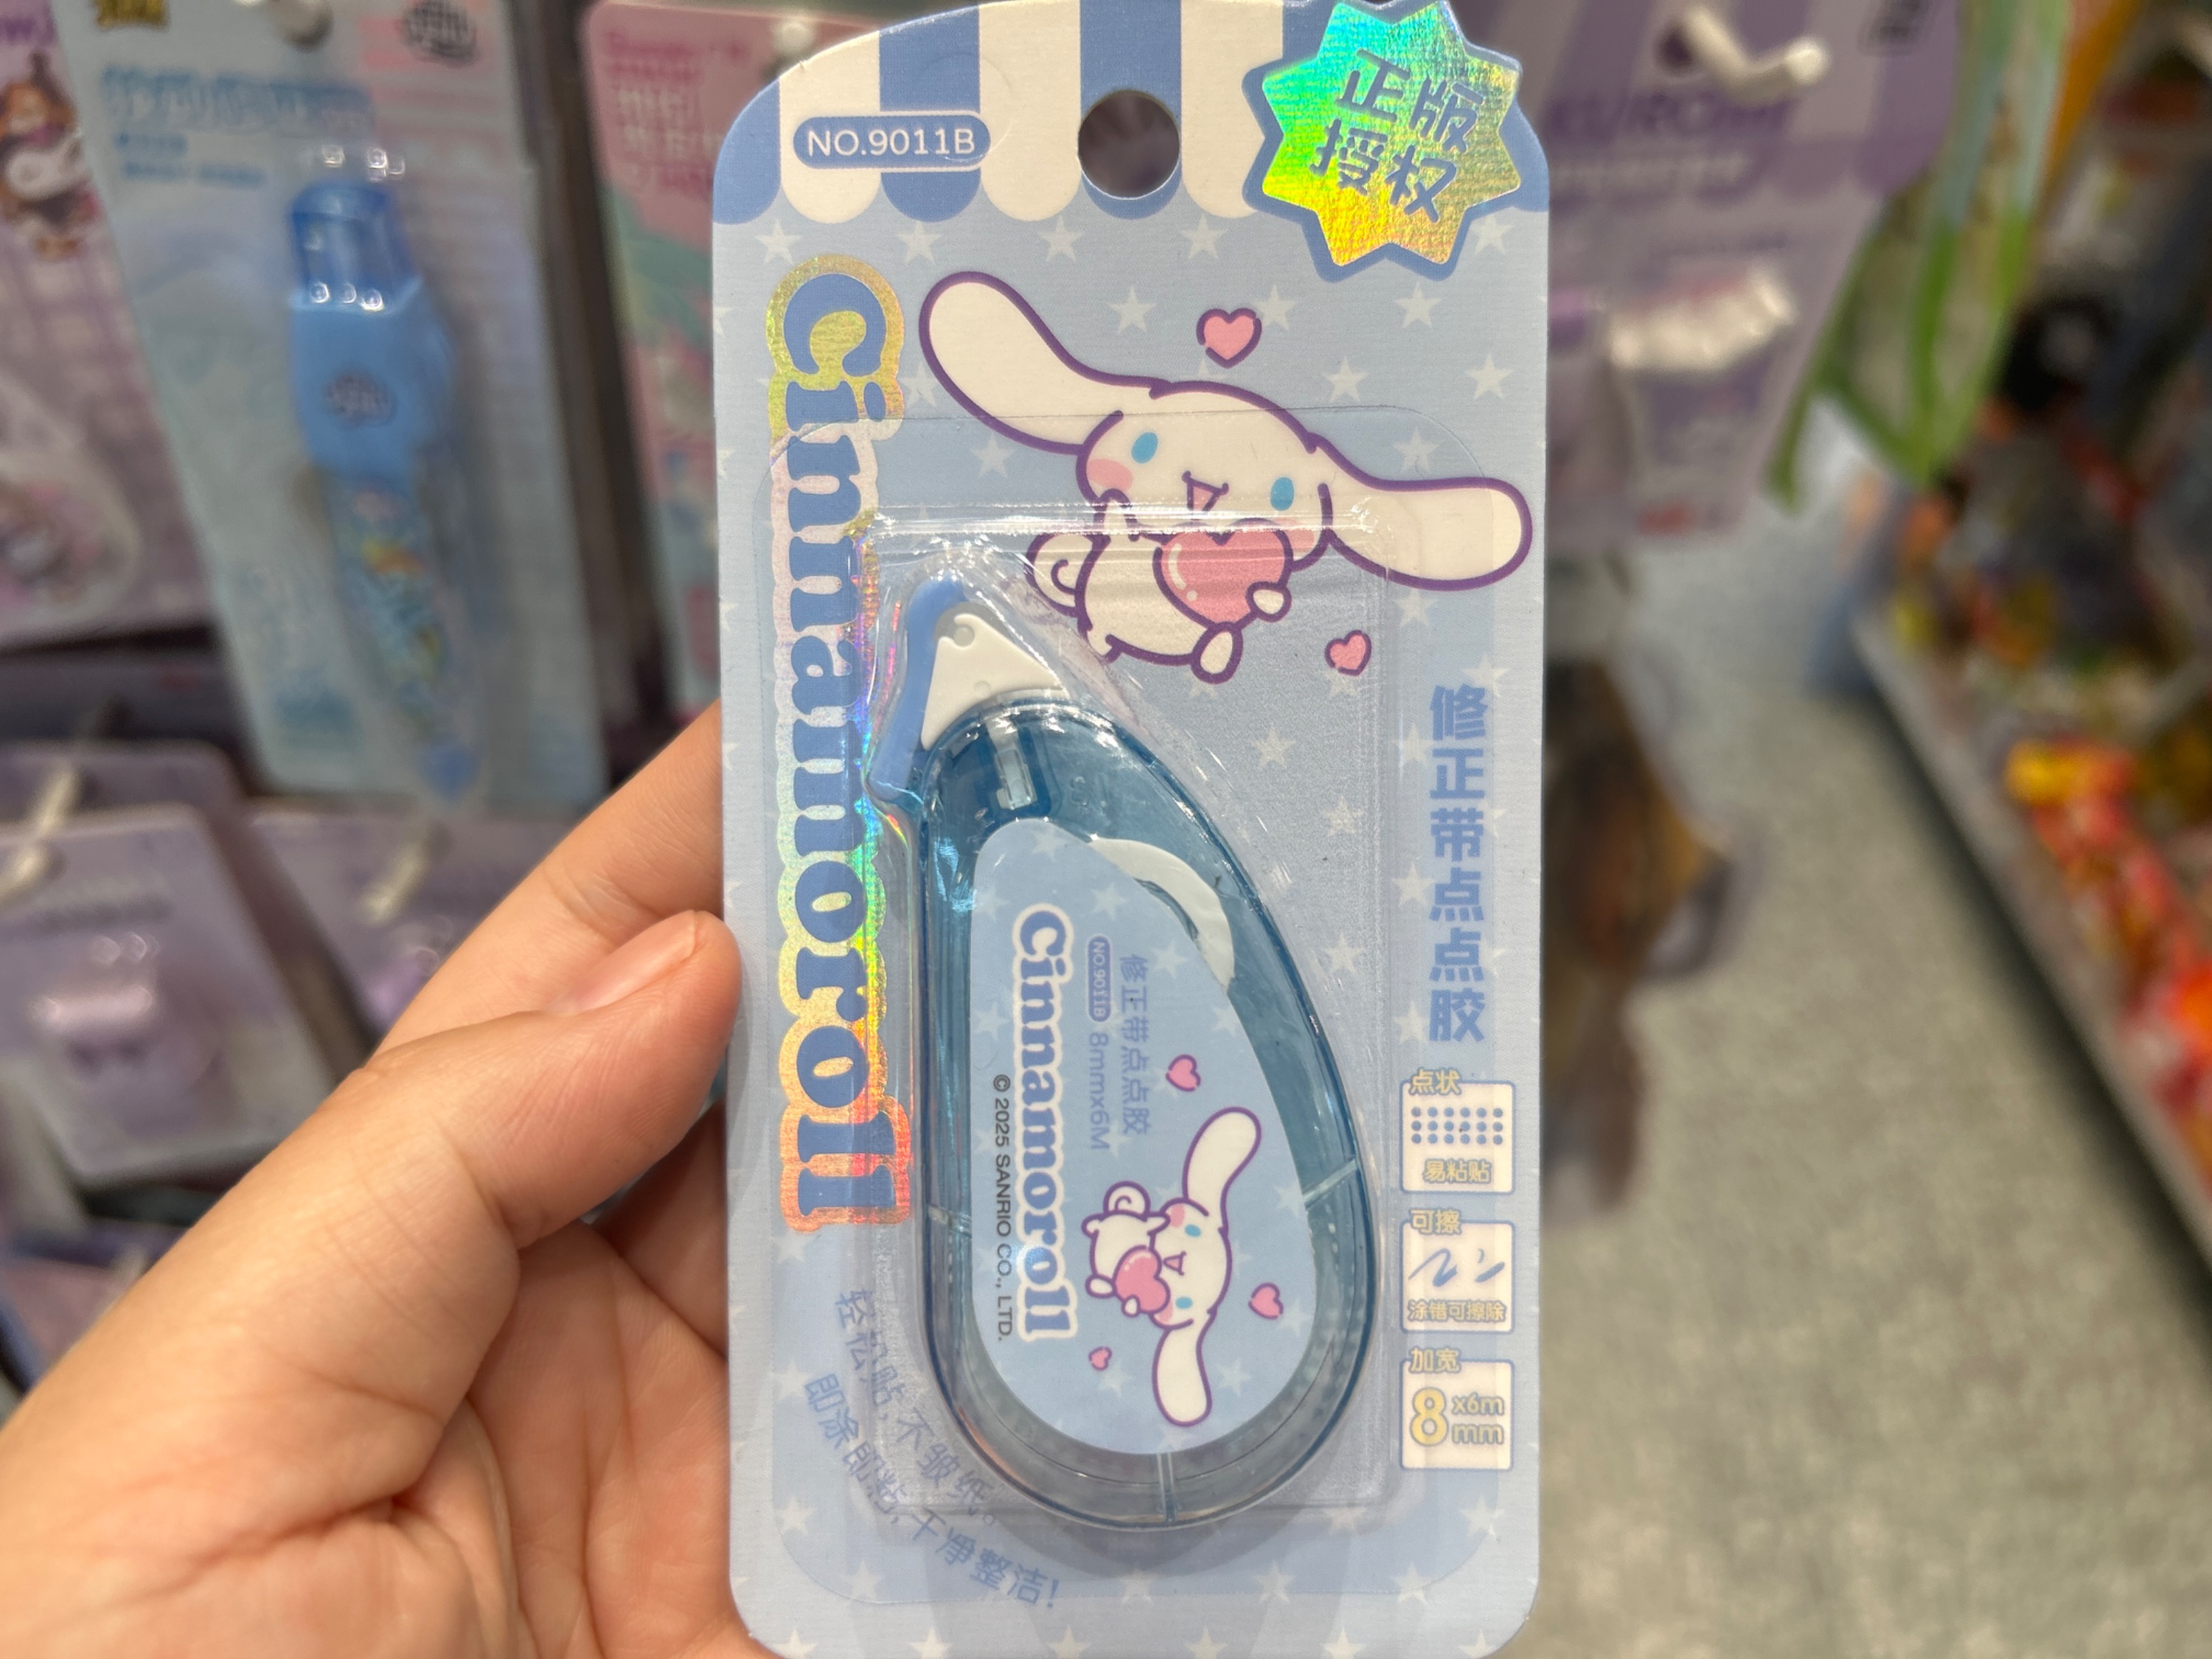 NO.9011B
正版
授权
Cinnamoroll
修正带点点胶
Cinnamoroll
NO.9011B 8mmx6M
修正带点点胶
© 2025 SANRIO CO., LTD.
点状
易粘贴
可擦
涂错可擦除
加宽
8mm x6m
轻松贴,不皱纸。
即涂即粘,干净整洁!